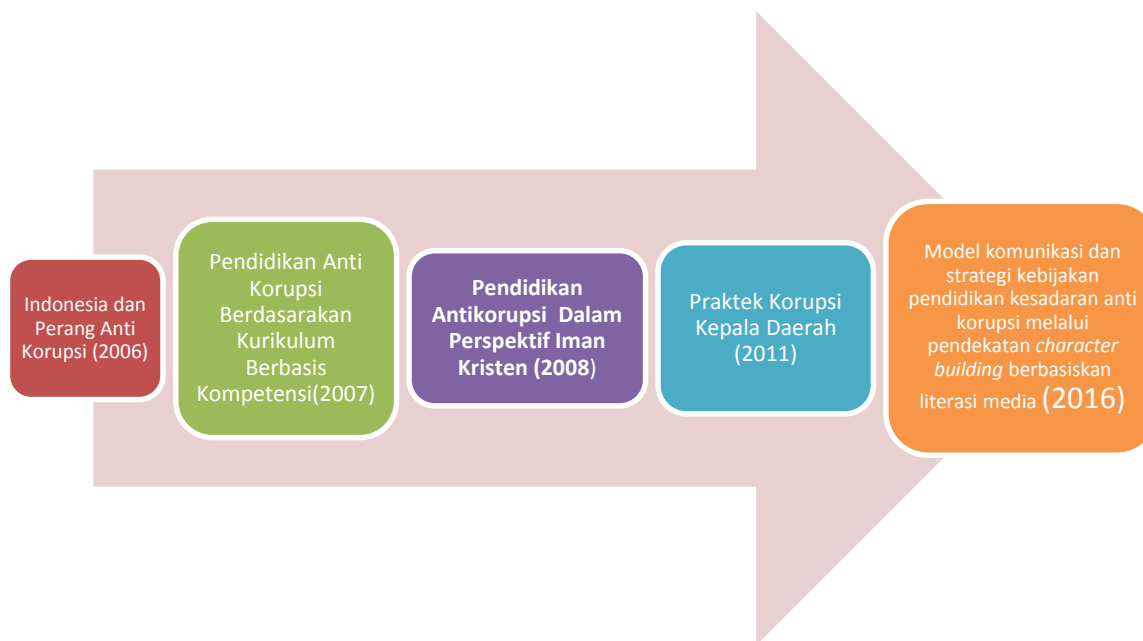 Indonesia dan
Perang Anti
Korupsi (2006)
Pendidikan Anti
Korupsi
Berdasarakan
Kurikulum
Berbasis
Kompetensi(2007)
Pendidikan
Antikorupsi Dalam
Perspektif Iman
Kristen (2008)
Praktek Korupsi
Kepala Daerah
(2011)
Model komunikasi dan
strategi kebijakan
pendidikan kesadaran anti
korupsi melalui
pendekatan character
building berbasiskan
literasi media (2016)